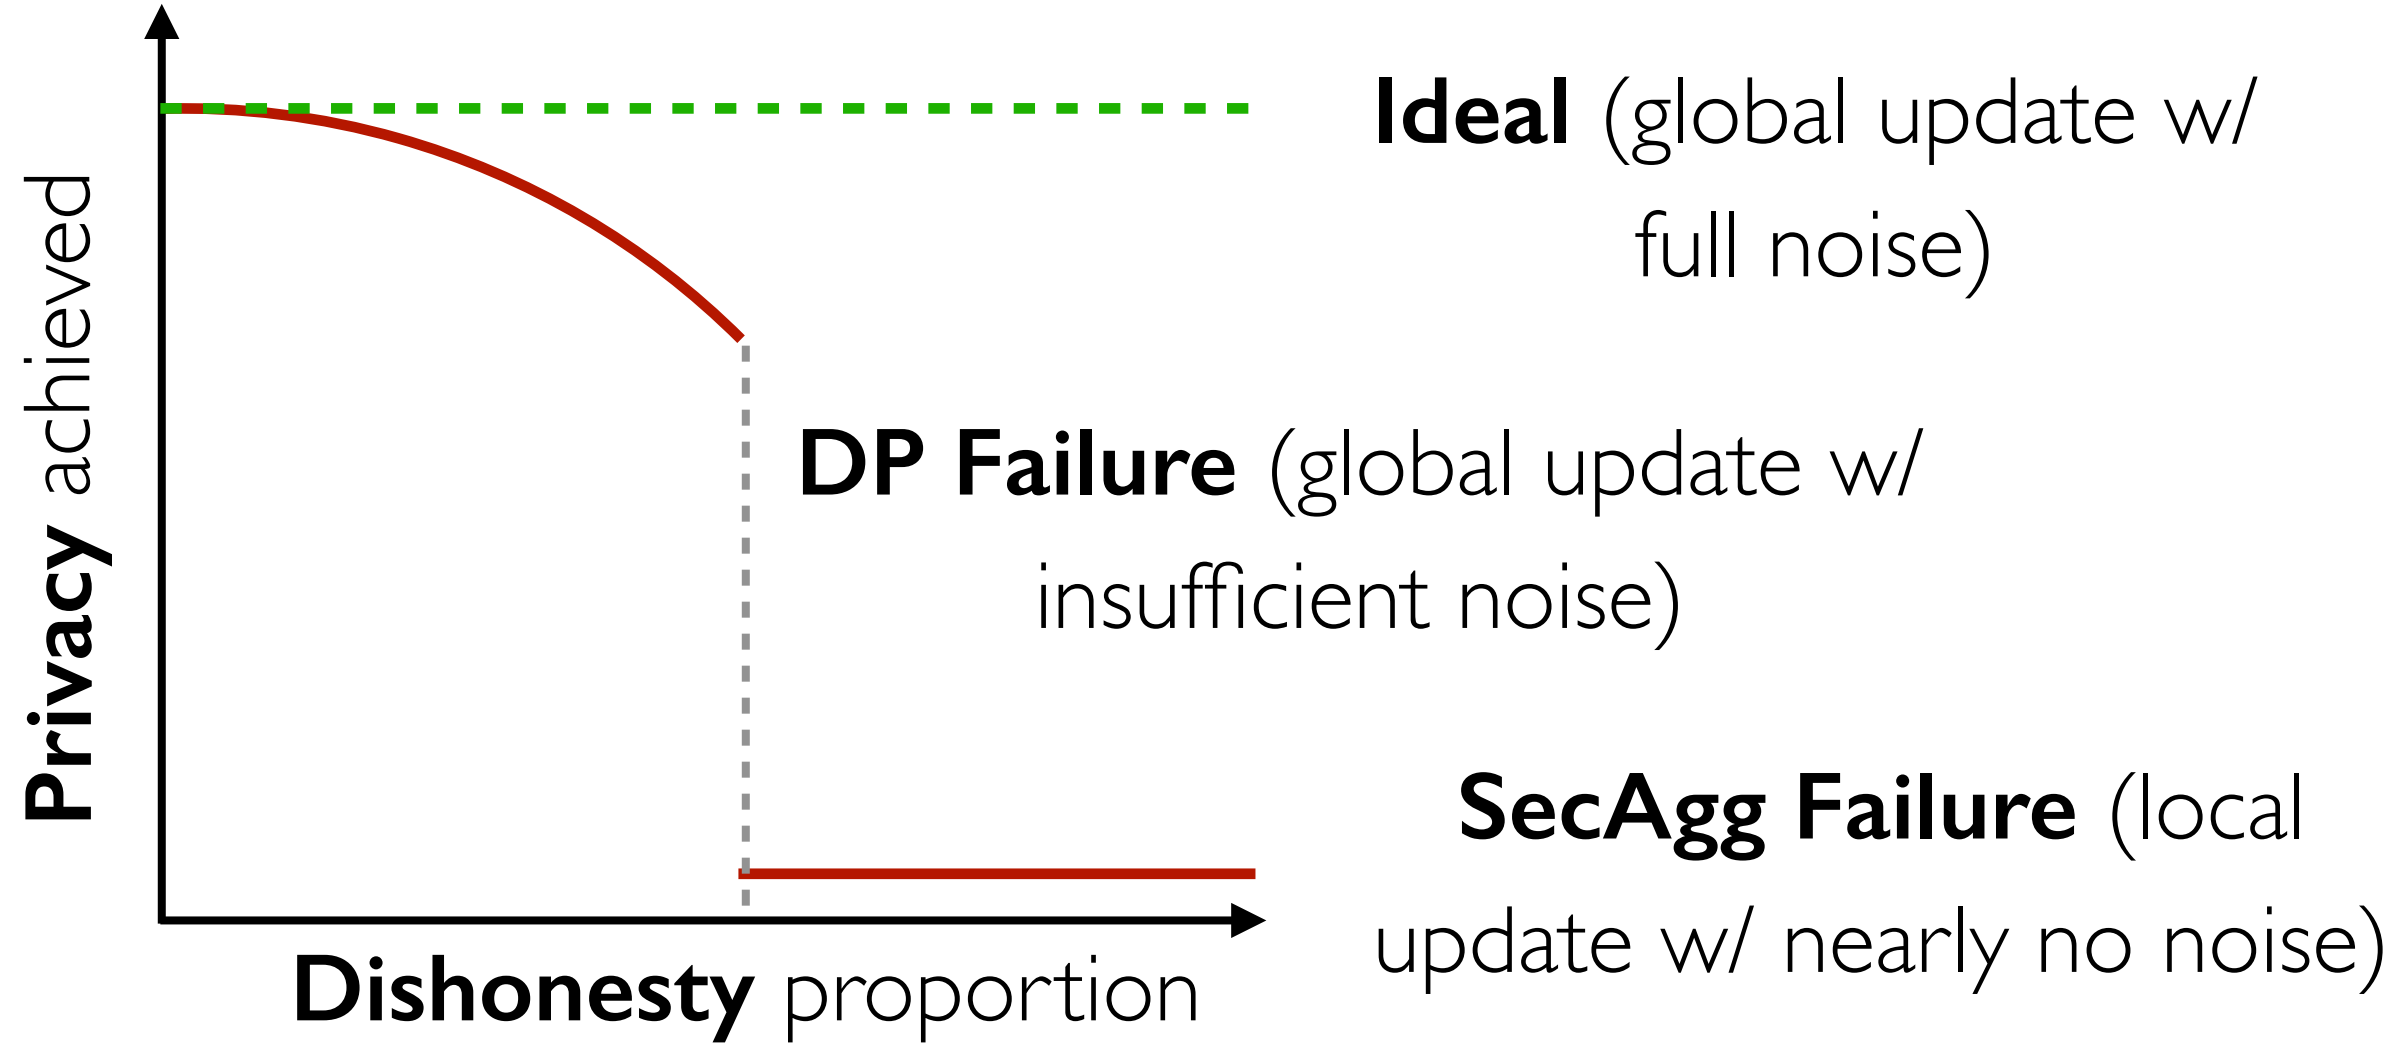 Privacy achieved
Ideal (global update w/
full noise)
DP Failure (global update w/
insufficient noise)
SecAgg Failure (local
update w/ nearly no noise)
Dishonesty proportion